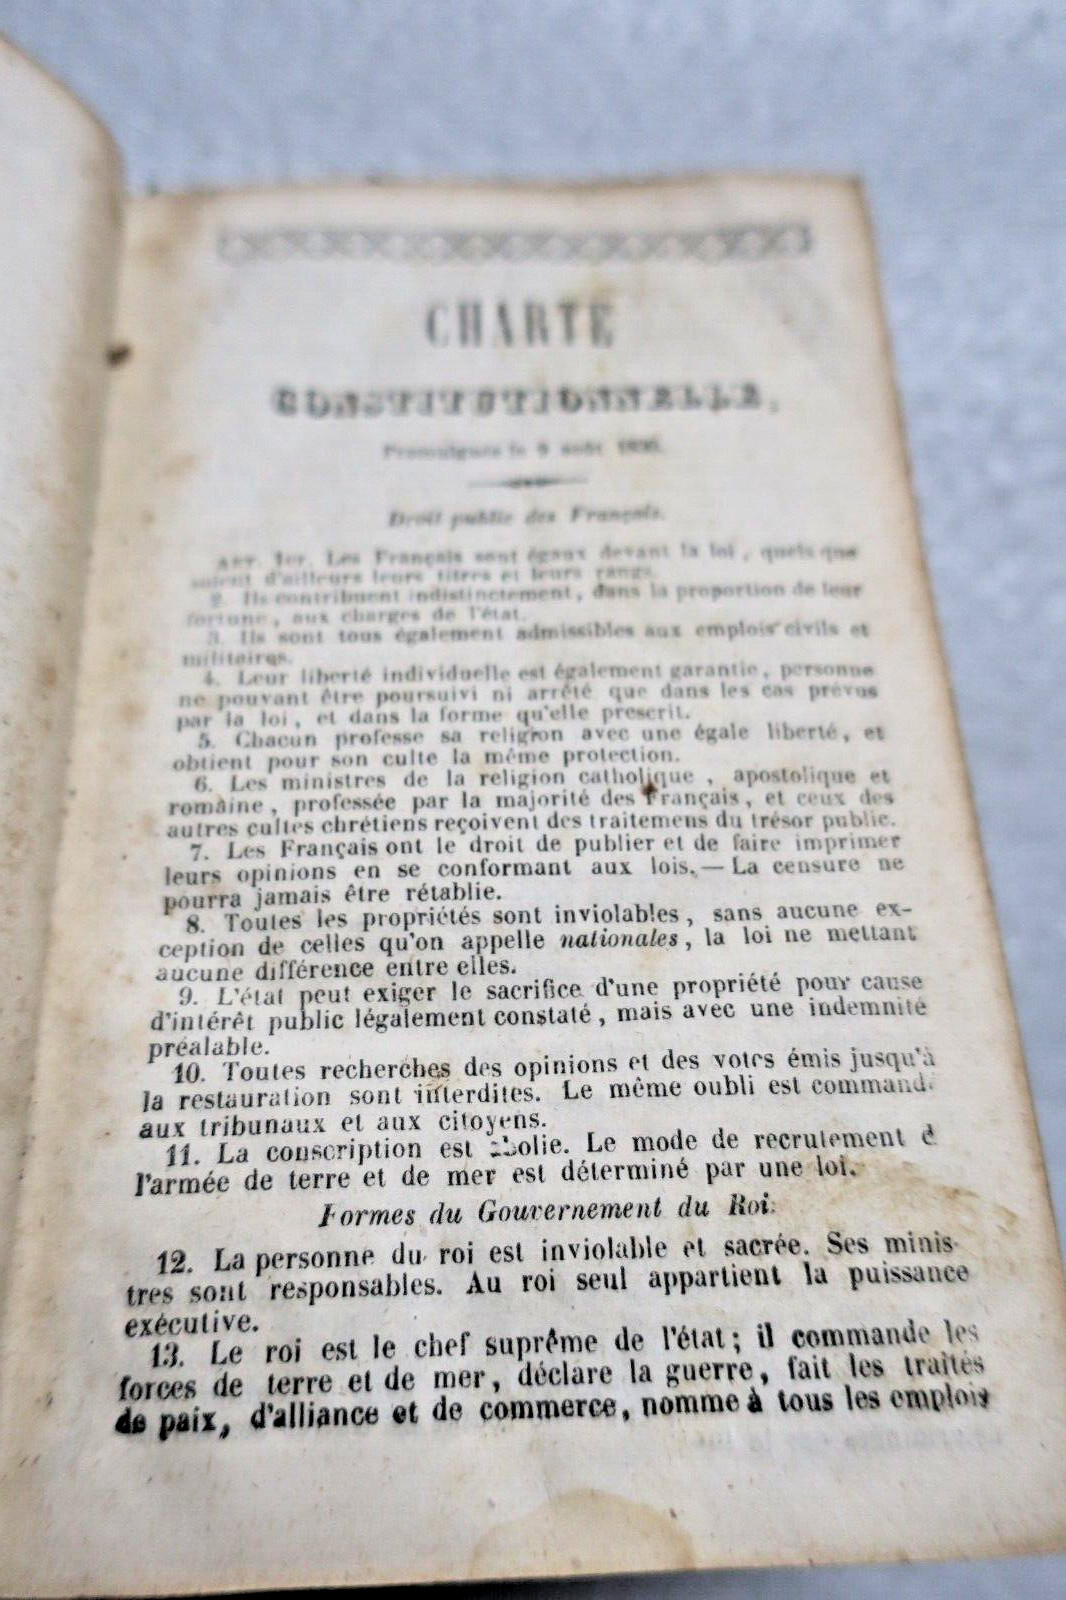 CHARTE
CONSTITUTIONNELLE,
le 9 août
Droit public des Français.
ART. 1er. Les Français sont égaux devant la loi, quels que
soient d'ailleurs leurs titres et leurs rangs.
2. Ils contribuent indistinctement, dans la proportion de leur
fortune, aux charges de l'état.
3. Ils sont tous également admissibles aux emplois civils et
militaires.
4. Leur liberté individuelle est également garantie, personne
ne pouvant être poursuivi ni arrêté que dans les cas prévus
par la loi, et dans la forme qu'elle prescrit.
5. Chacun professe sa religion avec une égale liberté, et
obtient pour son culte la même protection.
6. Les ministres de la religion catholique, apostolique et
romaine, professée par la majorité des Français, et ceux des
autres cultes chrétiens reçoivent des traitemens du trésor public.
7. Les Français ont le droit de publier et de faire imprimer
leurs opinions en se conformant aux lois. — La censure ne
pourra jamais être rétablie.
8. Toutes les propriétés sont inviolables, sans aucune ex-
ception de celles qu'on appelle nationales, la loi ne mettant
aucune différence entre elles.
9. L'état peut exiger le sacrifice d'une propriété pour cause
d'intérêt public légalement constaté, mais avec une indemnité
préalable.
10. Toutes recherches des opinions et des votes émis jusqu'à
la restauration sont interdites. Le même oubli est command
aux tribunaux et aux citoyens.
11. La conscription est abolie. Le mode de recrutement d
l'armée de terre et de mer est déterminé par une loi.
Formes du Gouvernement du Roi.
12. La personne du roi est inviolable et sacrée. Ses minis-
tres sont responsables. Au roi seul appartient la puissance
exécutive.
13. Le roi est le chef suprême de l'état; il commande les
forces de terre et de mer, déclare la guerre, fait les traités
de paix, d'alliance et de commerce, nomme à tous les emplois